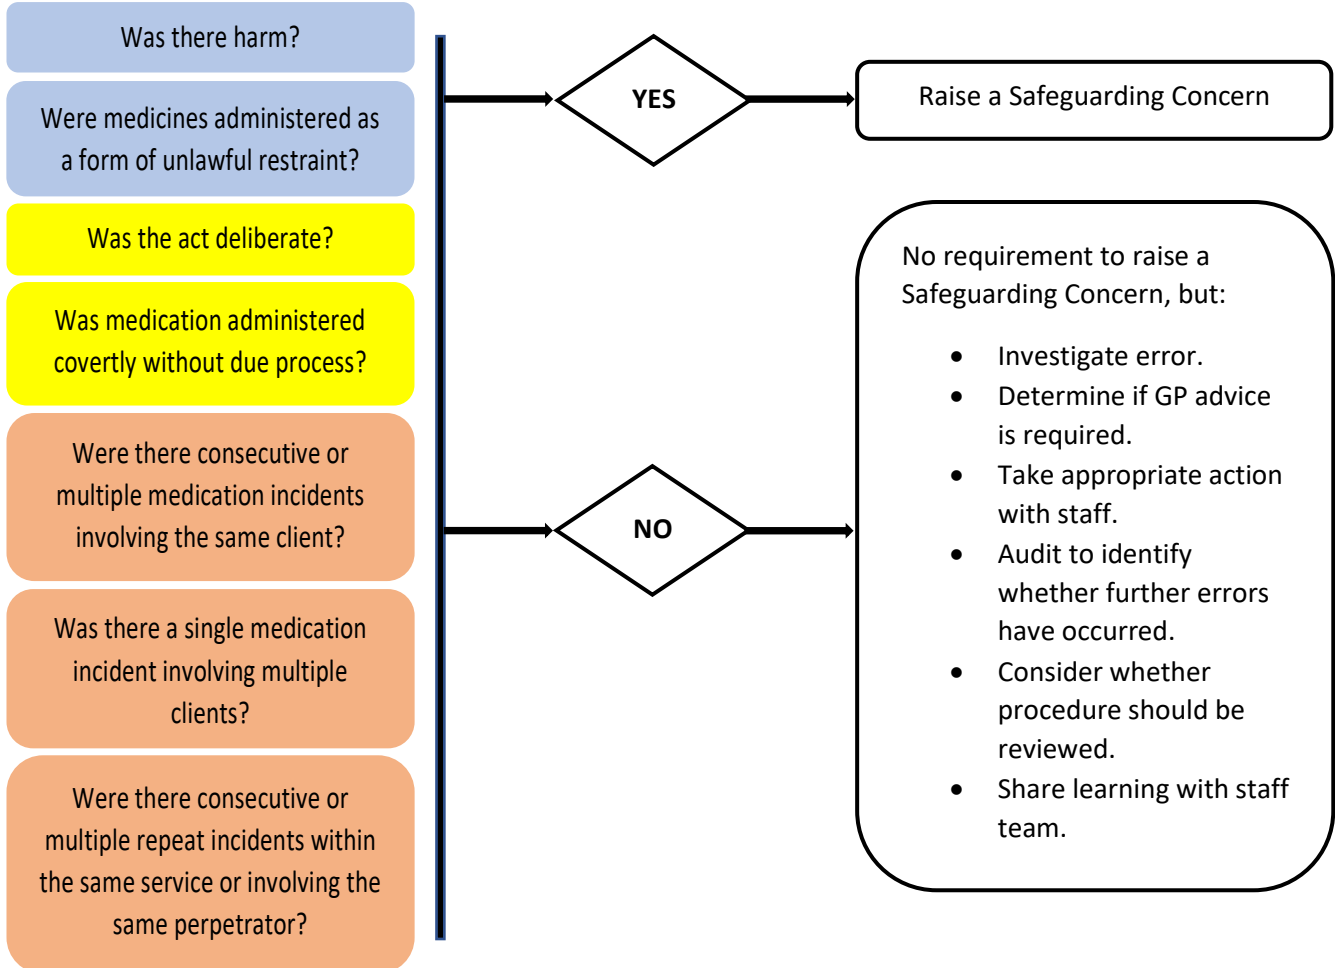 Was there harm?
Were medicines administered as
a form of unlawful restraint?
Was the act deliberate?
Was medication administered
covertly without due process?
Were there consecutive or
multiple medication incidents
involving the same client?
Was there a single medication
incident involving multiple
clients?
Were there consecutive or
multiple repeat incidents within
the same service or involving the
same perpetrator?
YES
Raise a Safeguarding Concern
NO
No requirement to raise a
Safeguarding Concern, but:
• Investigate error.
• Determine if GP advice
is required.
• Take appropriate action
with staff.
• Audit to identify
whether further errors
have occurred.
• Consider whether
procedure should be
reviewed.
• Share learning with staff
team.